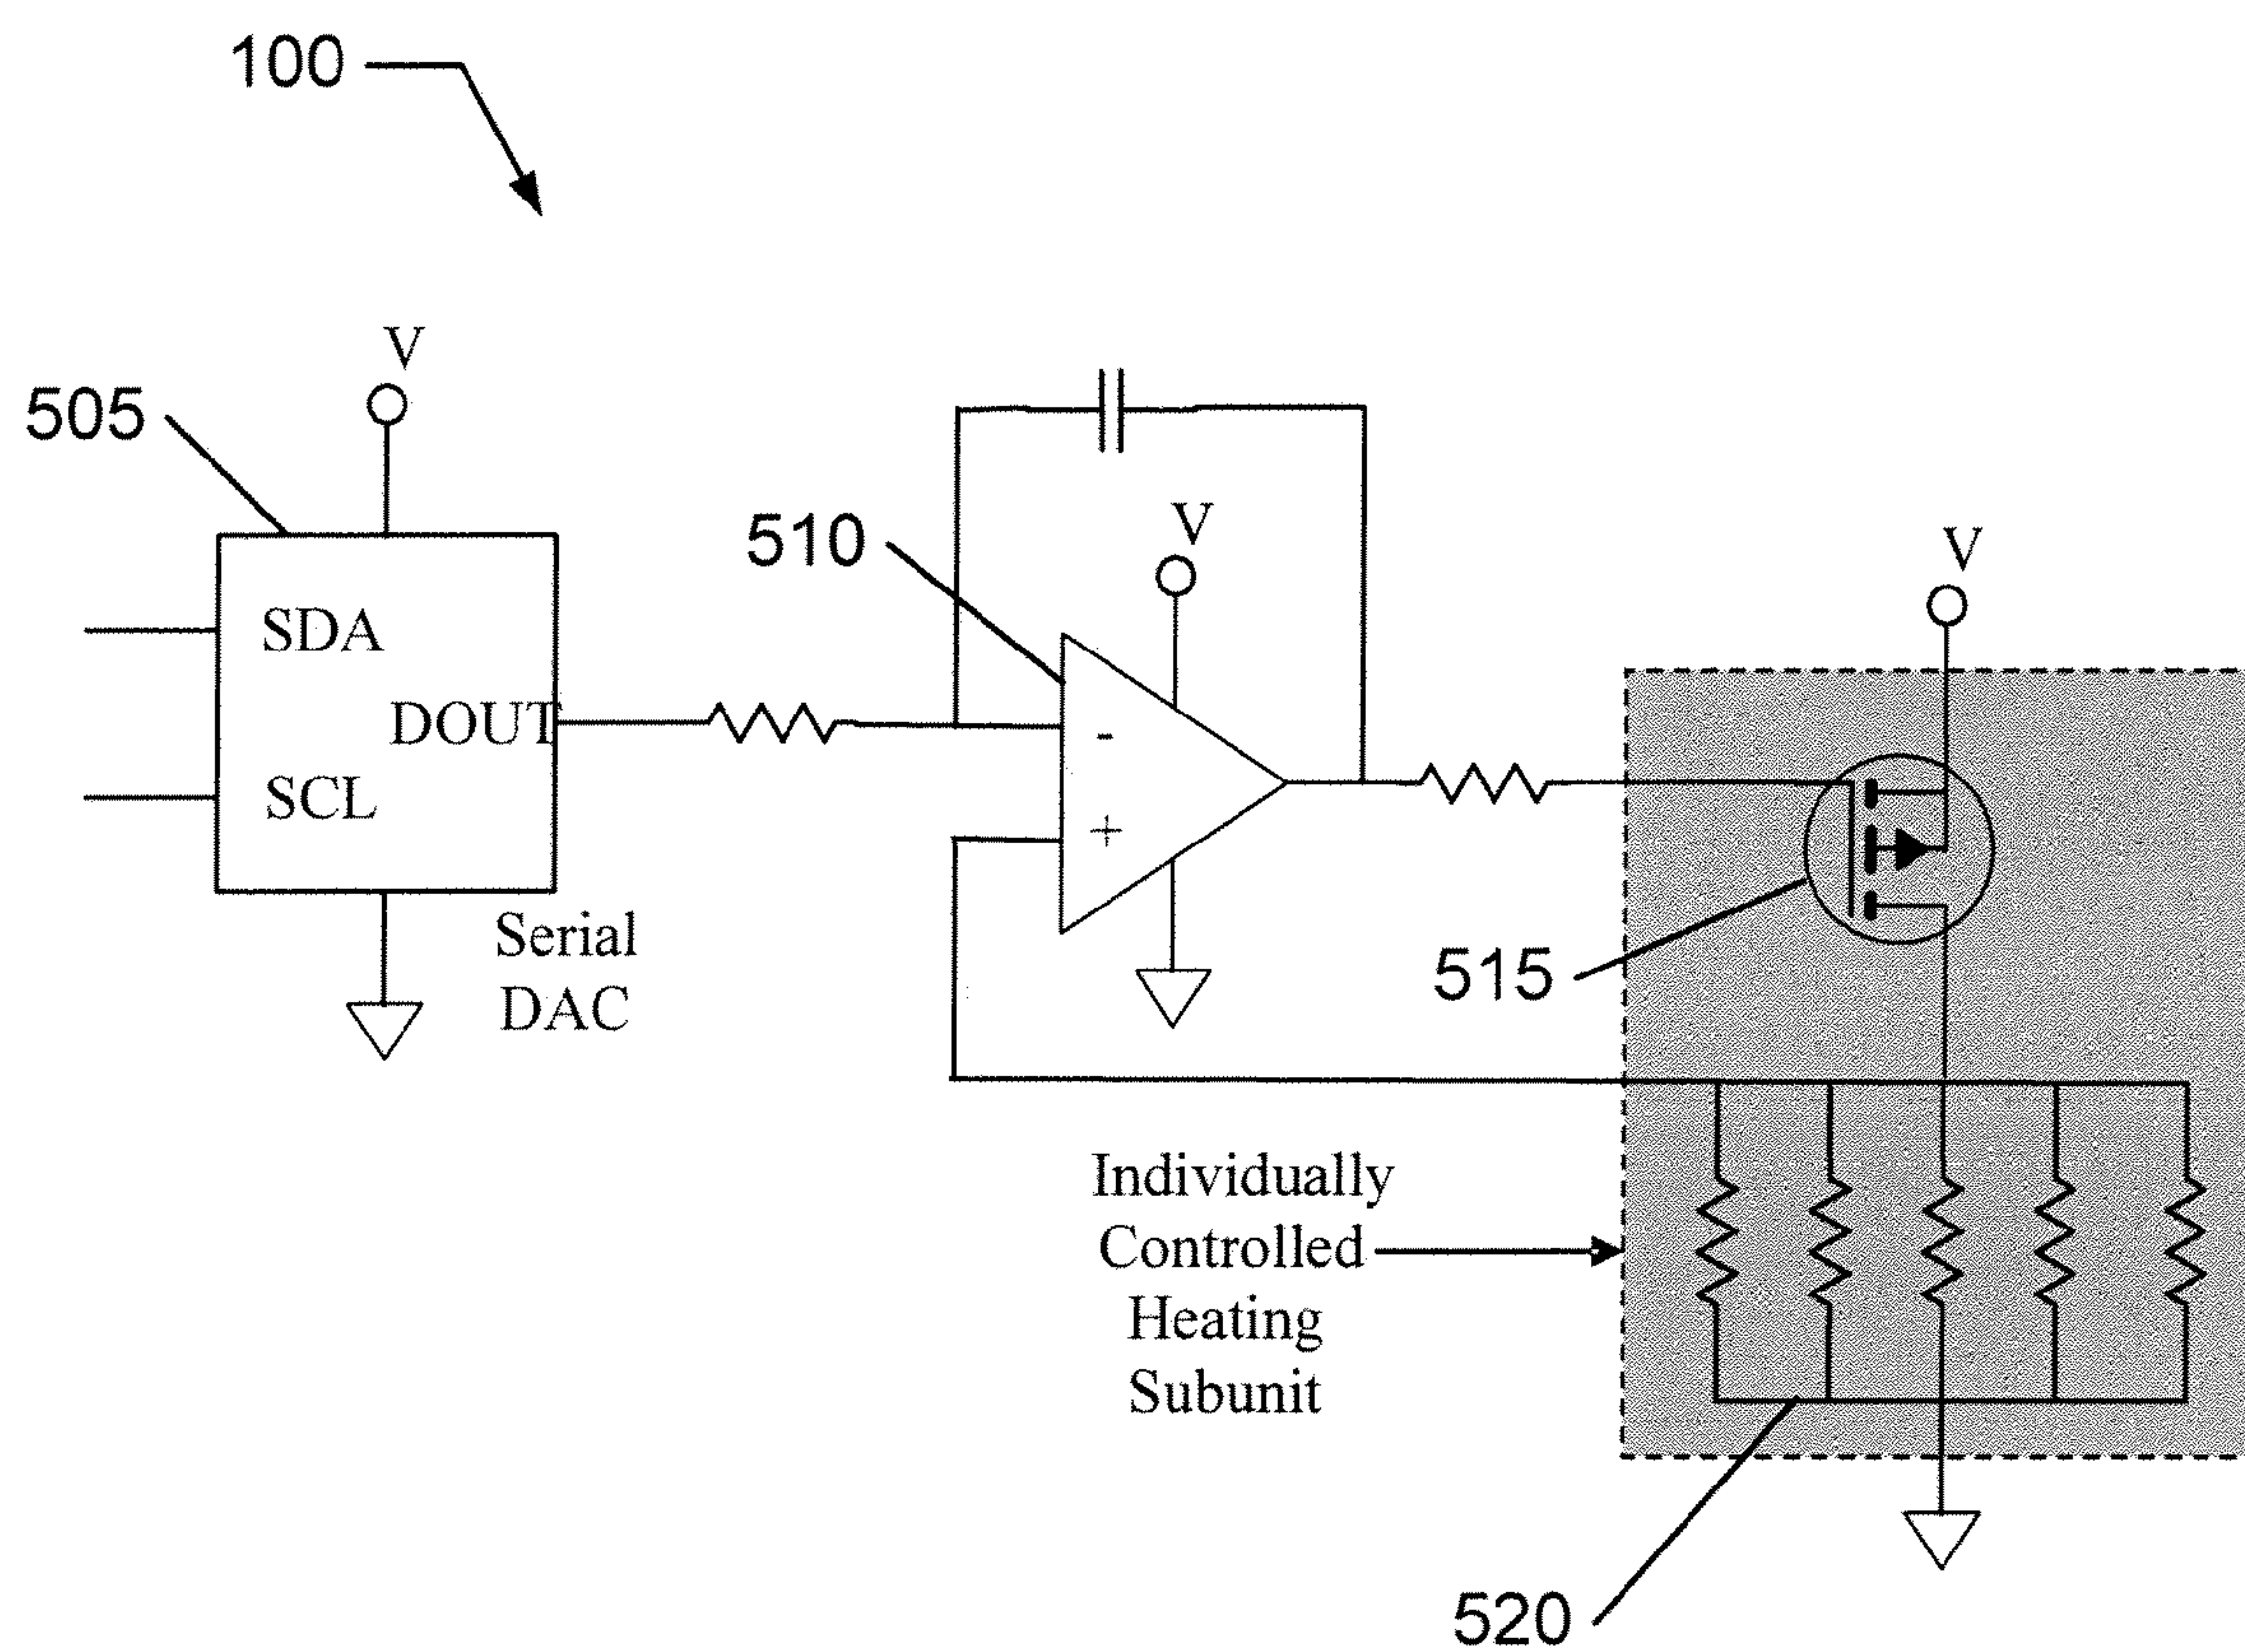 100
V
505
SDA
DOUT
SCL
Serial
DAC
510
V
-
+
V
515
Individually
Controlled
Heating
Subunit
520